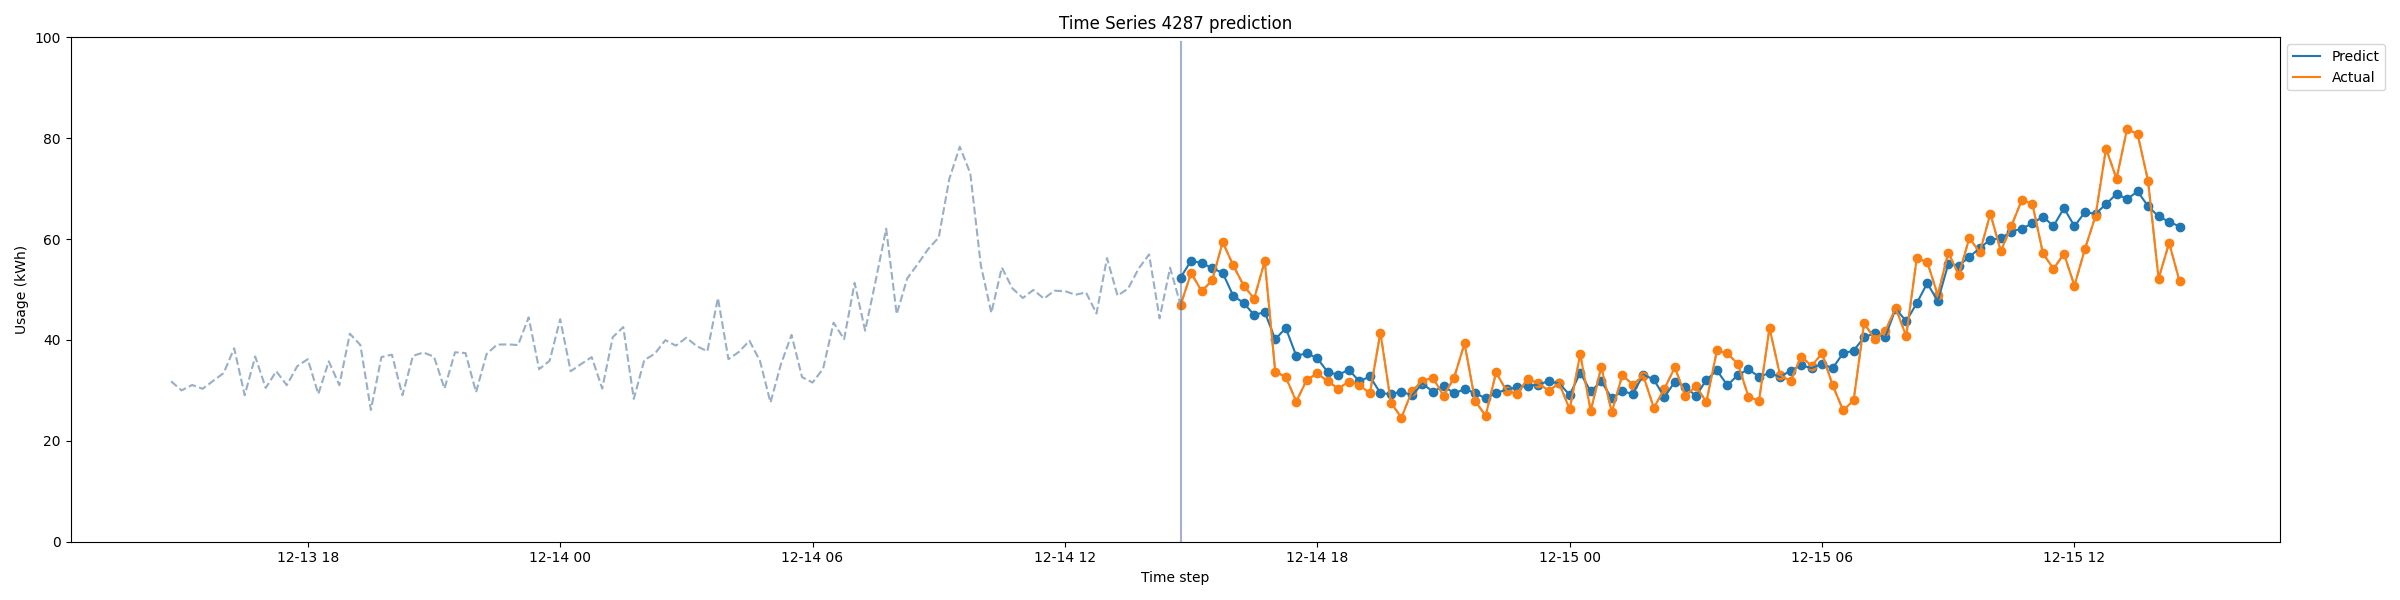 Time Series 4287 prediction
100
80
60
40
20
0
Usage (kWh)
12-13 18
12-14 00
12-14 06
12-14 12
12-14 18
12-15 00
12-15 06
12-15 12
Time step
Predict
Actual